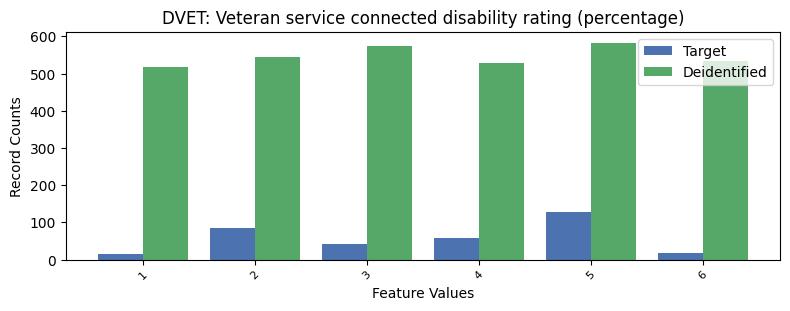 DVET: Veteran service connected disability rating (percentage)
Target
Deidentified
Record Counts
600
500
400
300
200
100
0
1 2 3 4 5 6
Feature Values